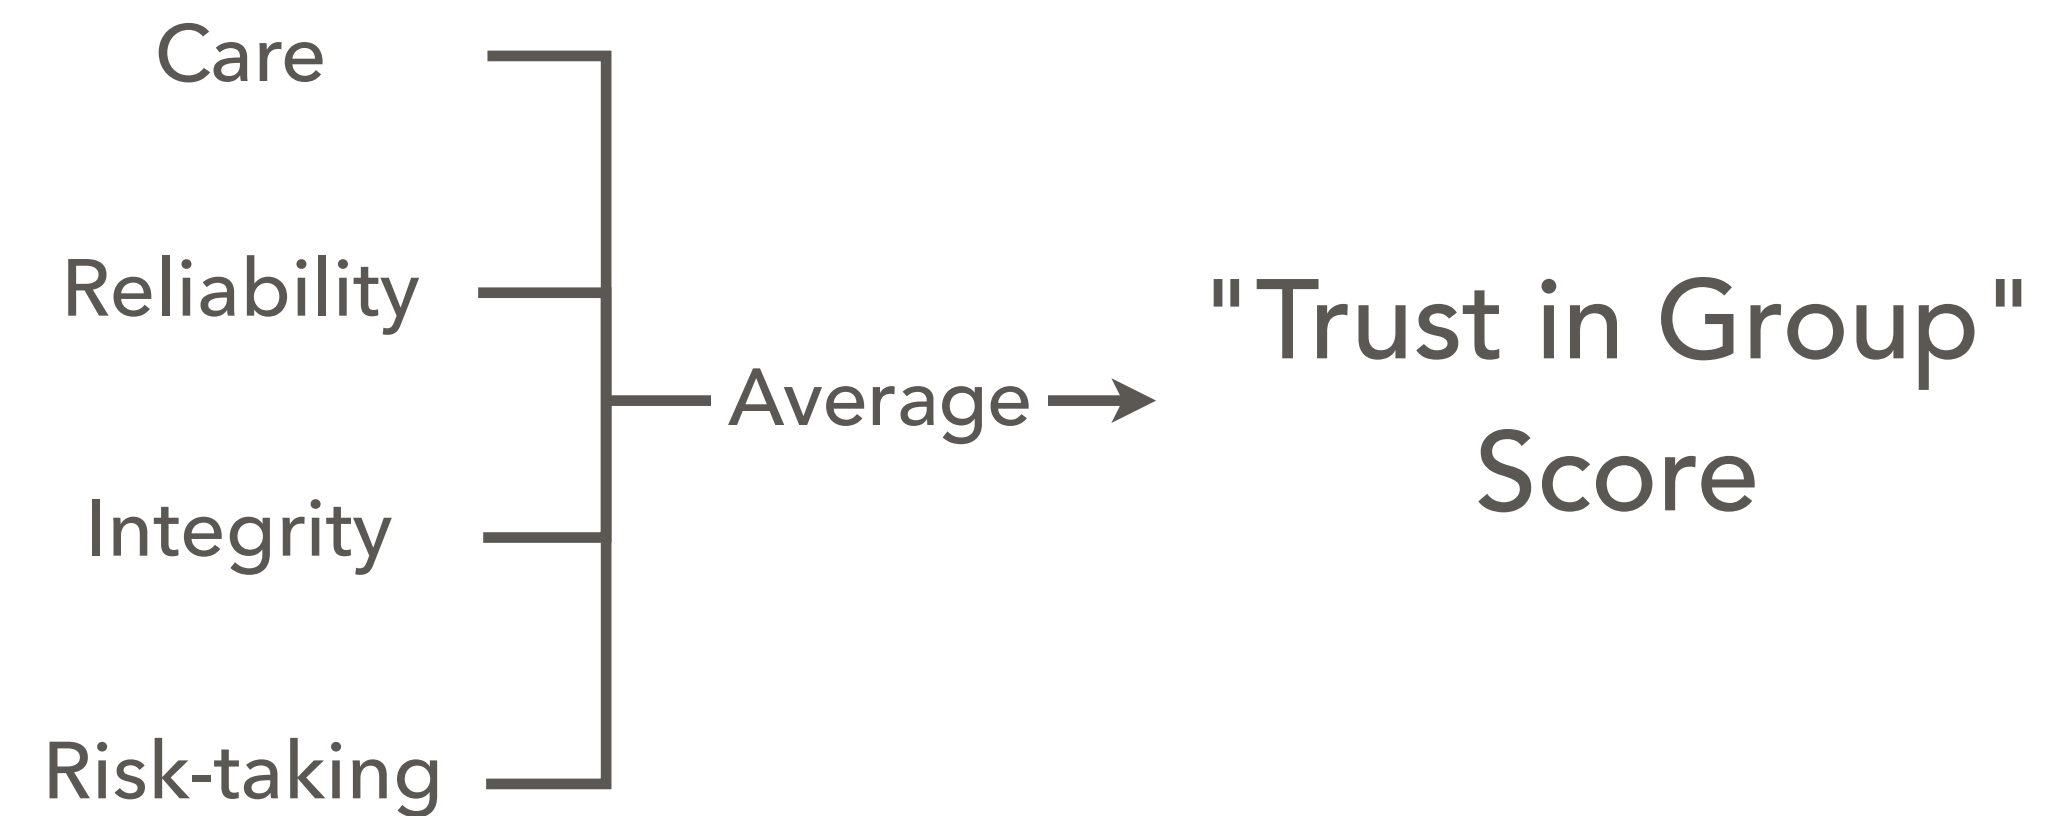 Care
Reliability
Integrity
Risk-taking
Average
"Trust in Group"
Score